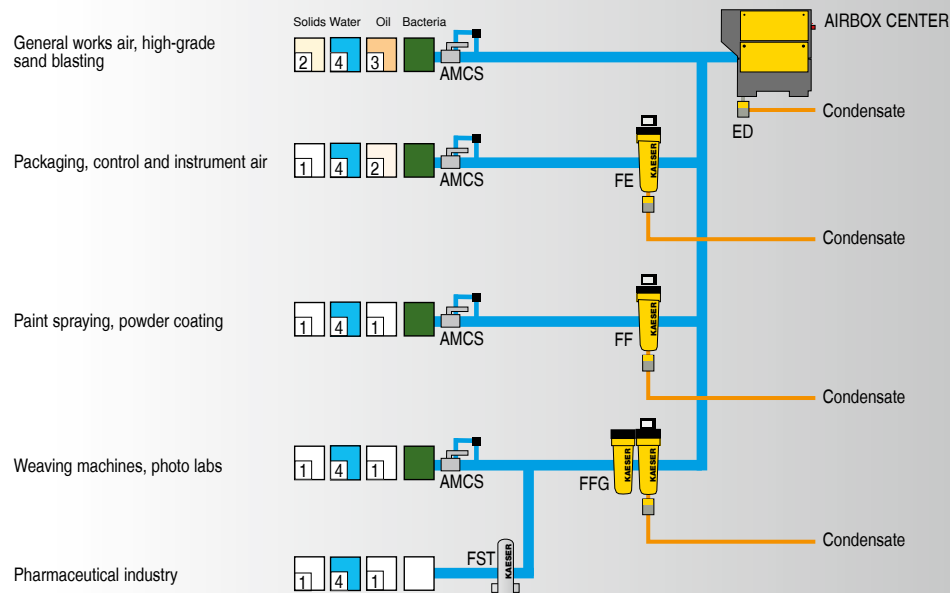 Solids Water Oil Bacteria
AIRBOX CENTER
General works air, high-grade
sand blasting
2 4 3
AMCS
ED
Condensate
Packaging, control and instrument air
1 4 2
AMCS
FE
KAESER
Condensate
Paint spraying, powder coating
1 4 1
AMCS
FF
KAESER
Condensate
Weaving machines, photo labs
1 4 1
AMCS
FFG
KAESER
KAESER
Condensate
Pharmaceutical industry
1 4 1
FST
KAESER